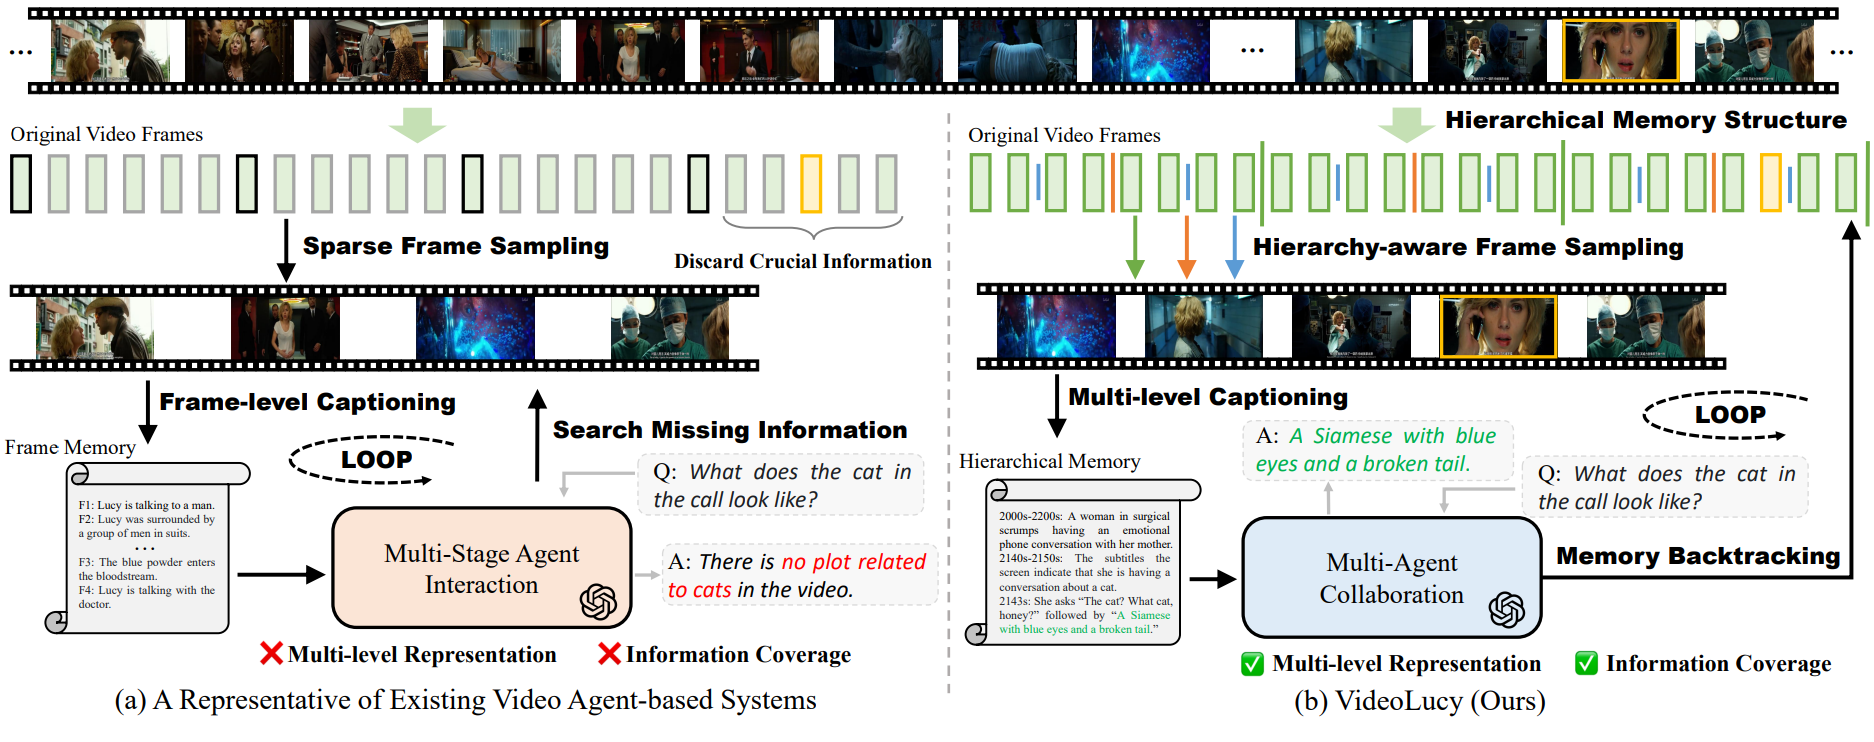 ...
...
...
Original Video Frames
Sparse Frame Sampling
Discard Crucial Information
Frame-level Captioning
Search Missing Information
Frame Memory
LOOP
Q: What does the cat in
the call look like?
F1: Lucy is talking to a man.
F2: Lucy was surrounded by
a group of men in suits.
...
F3: The blue powder enters
the bloodstream.
F4: Lucy is talking with the
doctor.
Multi-Stage Agent
Interaction
A: There is no plot related
to cats in the video.
❌ Multi-level Representation
❌ Information Coverage
(a) A Representative of Existing Video Agent-based Systems
Hierarchical Memory Structure
Original Video Frames
Hierarchy-aware Frame Sampling
Multi-level Captioning
LOOP
A: A Siamese with blue
eyes and a broken tail.
Hierarchical Memory
Q: What does the cat in
the call look like?
2000s-2200s: A woman in surgical
scrumps having an emotional
phone conversation with her mother.
2140s-2150s: The subtitles the
screen indicate that she is having a
conversation about a cat.
2143s: She asks “The cat? What cat,
honey?” followed by “A Siamese
with blue eyes and a broken tail.”
Multi-Agent
Collaboration
Memory Backtracking
✅ Multi-level Representation
✅ Information Coverage
(b) VideoLucy (Ours)